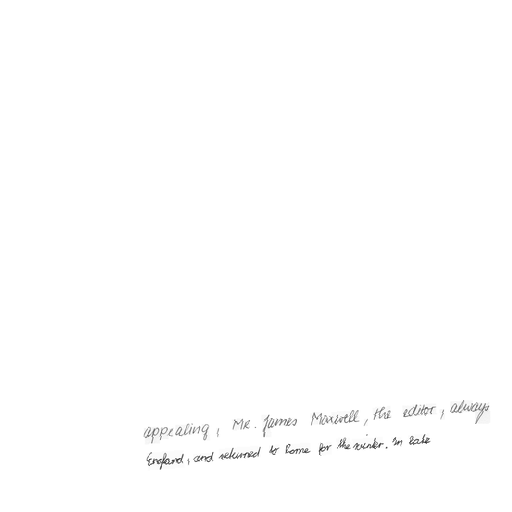 appealing, Mr. James Maxwell, the editor, always
England, and returned to Rome for the winter. In late